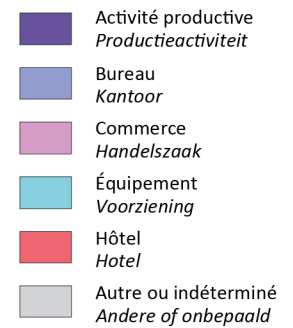 Activité productive
Productieactiviteit
Bureau
Kantoor
Commerce
Handelszaak
Équipement
Voorziening
Hôtel
Hotel
Autre ou indéterminé
Andere of onbepaald